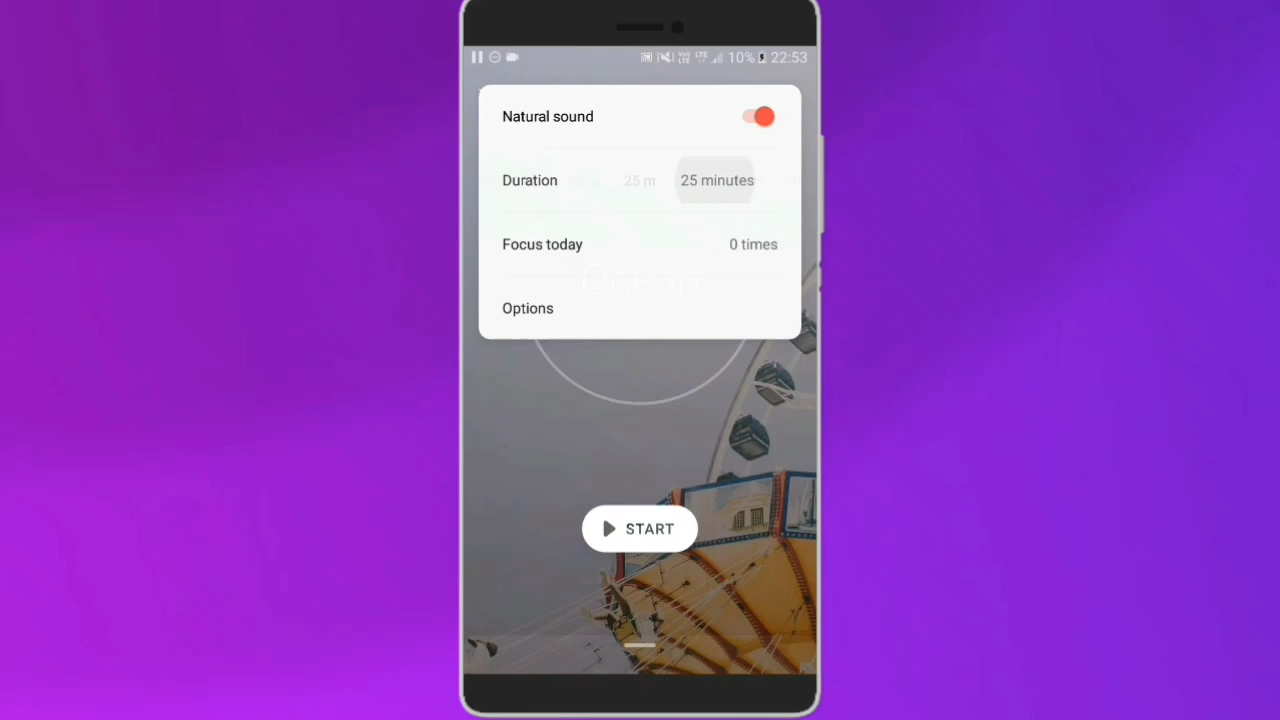 10% 22:53
Natural sound
Duration 25 m 25 minutes
Focus today 0 times
Options
START